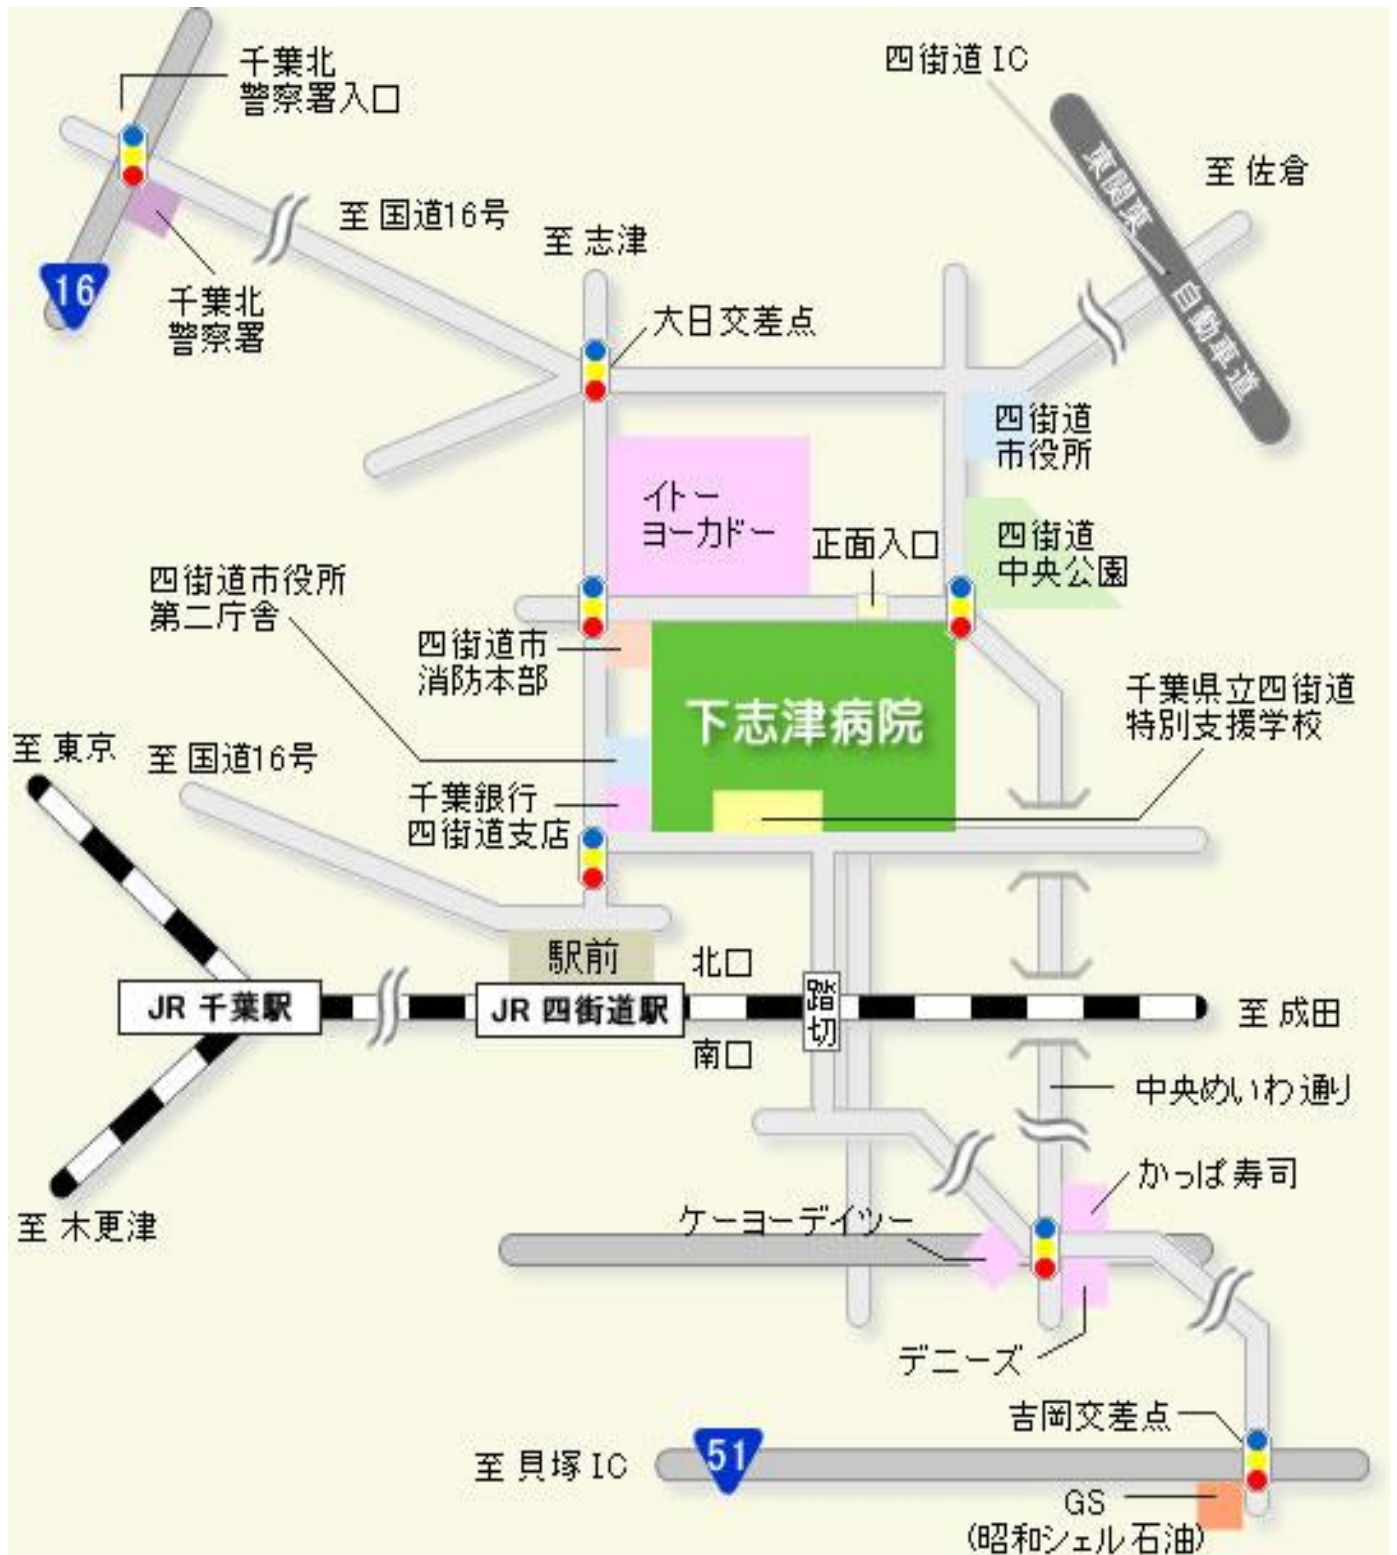 千葉北
警察署入口
四街道 IC
東関東
自動車道
至 佐倉
至 国道16号
至 志津
16
千葉北
警察署
大日交差点
四街道
市役所
イトー
ヨーカドー
正面入口
四街道
中央公園
四街道市役所
第二庁舎
四街道市
消防本部
下志津病院
千葉県立四街道
特別支援学校
至 東京
至 国道16号
千葉銀行
四街道支店
駅前
北口
JR 千葉駅
JR 四街道駅
踏切
至 成田
南口
中央めいわ通り
かっぱ寿司
至 木更津
ケーヨーデイツー
デニーズ
吉岡交差点
至 貝塚 IC
51
GS
(昭和シェル石油)